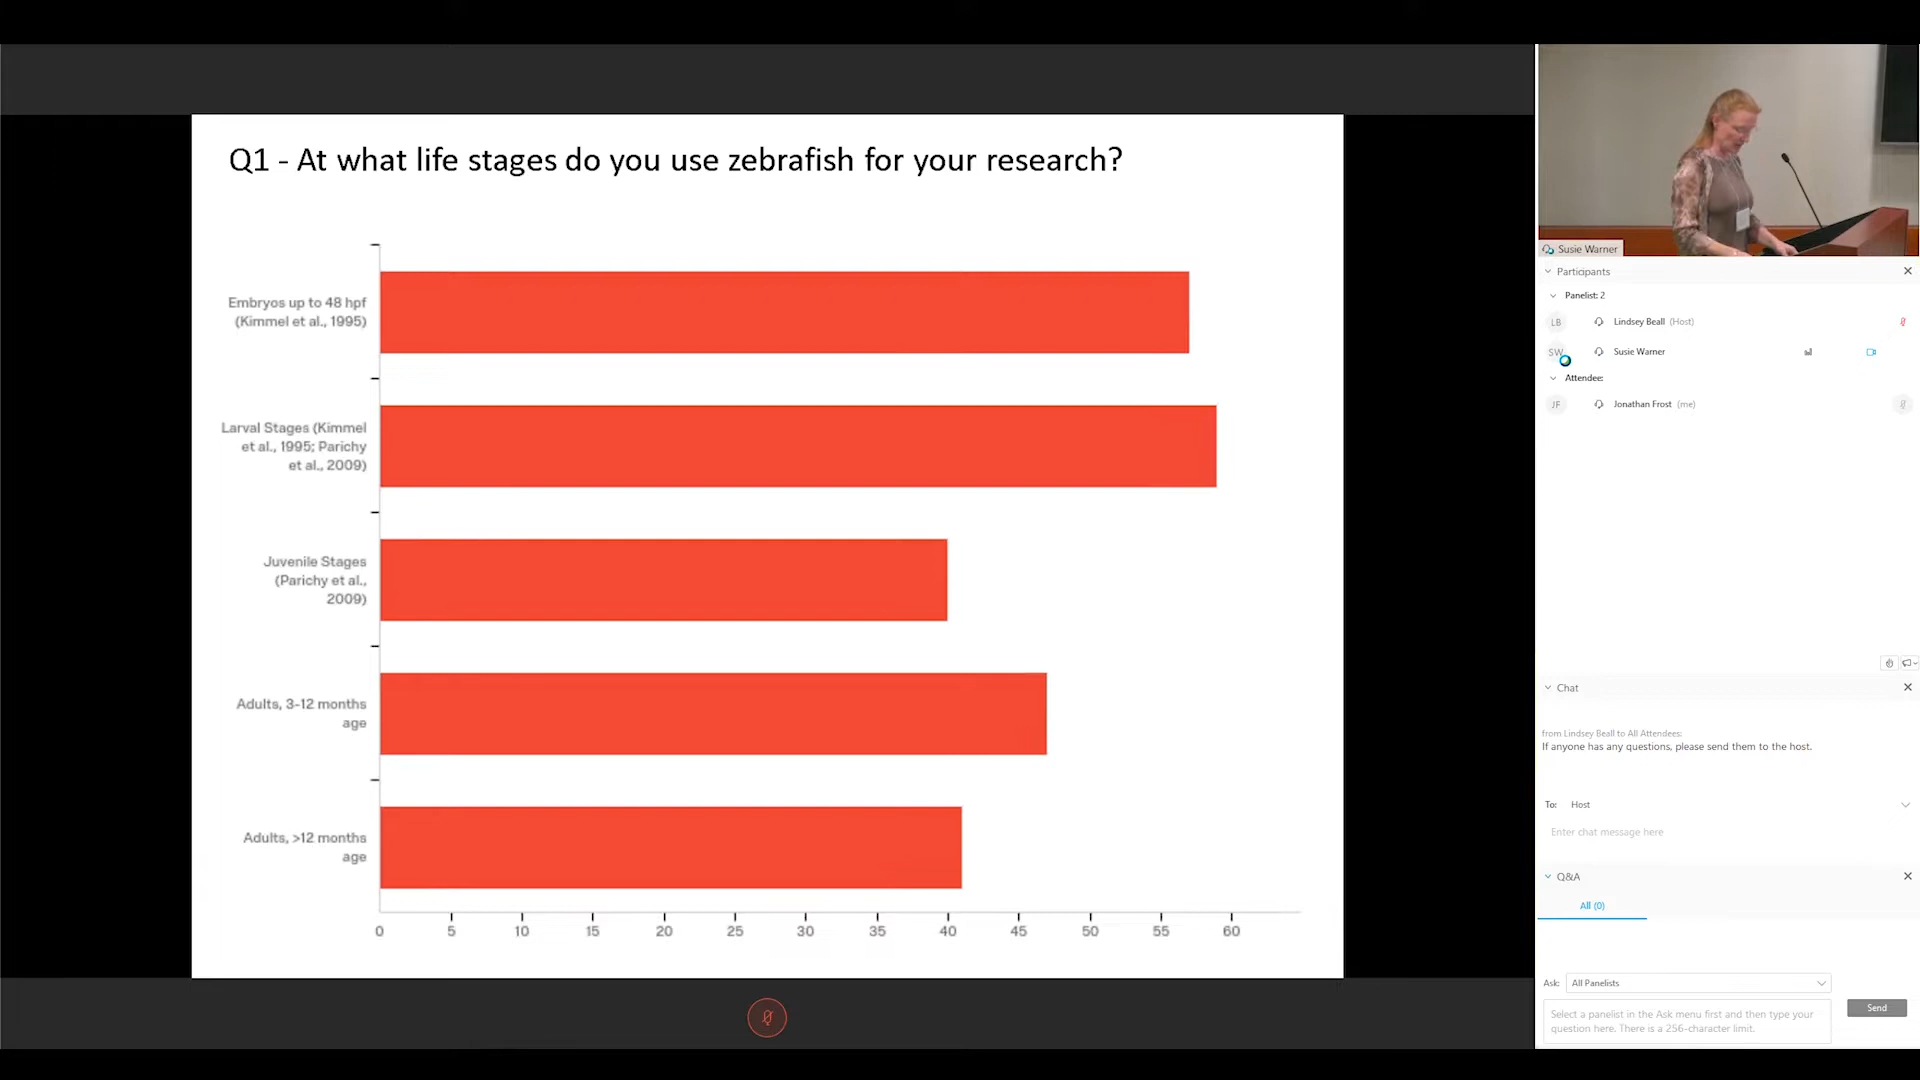 Q1 - At what life stages do you use zebrafish for your research?
Embryos up to 48 hpf
(Kimmel et al., 1995)
Larval Stages (Kimmel
et al., 1995; Parichy
et al., 2009)
Juvenile Stages
(Parichy et al.,
2009)
Adults, 3-12 months
age
Adults, >12 months
age
0 5 10 15 20 25 30 35 40 45 50 55 60
Susie Warner
Participants
Panelist: 2
LB Lindsey Beall (Host)
SW Susie Warner
Attendee:
JF Jonathan Frost (me)
Chat
from Lindsey Beall to All Attendees:
If anyone has any questions, please send them to the host.
To: Host
Enter chat message here
Q&A
All (0)
Ask: All Panelists
Select a panelist in the Ask menu first and then type your
question here. There is a 256-character limit.
Send